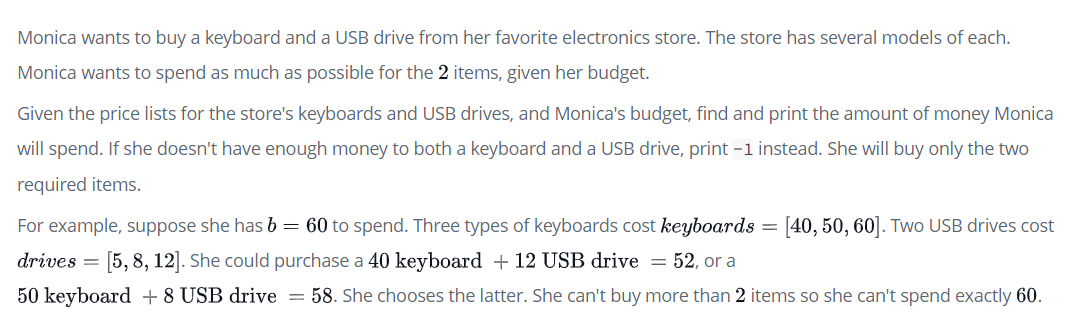 Monica wants to buy a keyboard and a USB drive from her favorite electronics store. The store has several models of each.
Monica wants to spend as much as possible for the 2 items, given her budget.
Given the price lists for the store's keyboards and USB drives, and Monica's budget, find and print the amount of money Monica
will spend. If she doesn't have enough money to both a keyboard and a USB drive, print -1 instead. She will buy only the two
required items.
For example, suppose she has b = 60 to spend. Three types of keyboards cost keyboards = [40, 50, 60]. Two USB drives cost
drives = [5, 8, 12]. She could purchase a 40 keyboard + 12 USB drive = 52, or a
50 keyboard + 8 USB drive = 58. She chooses the latter. She can't buy more than 2 items so she can't spend exactly 60.